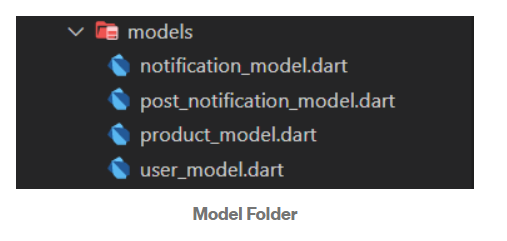 models
notification_model.dart
post_notification_model.dart
product_model.dart
user_model.dart
Model Folder